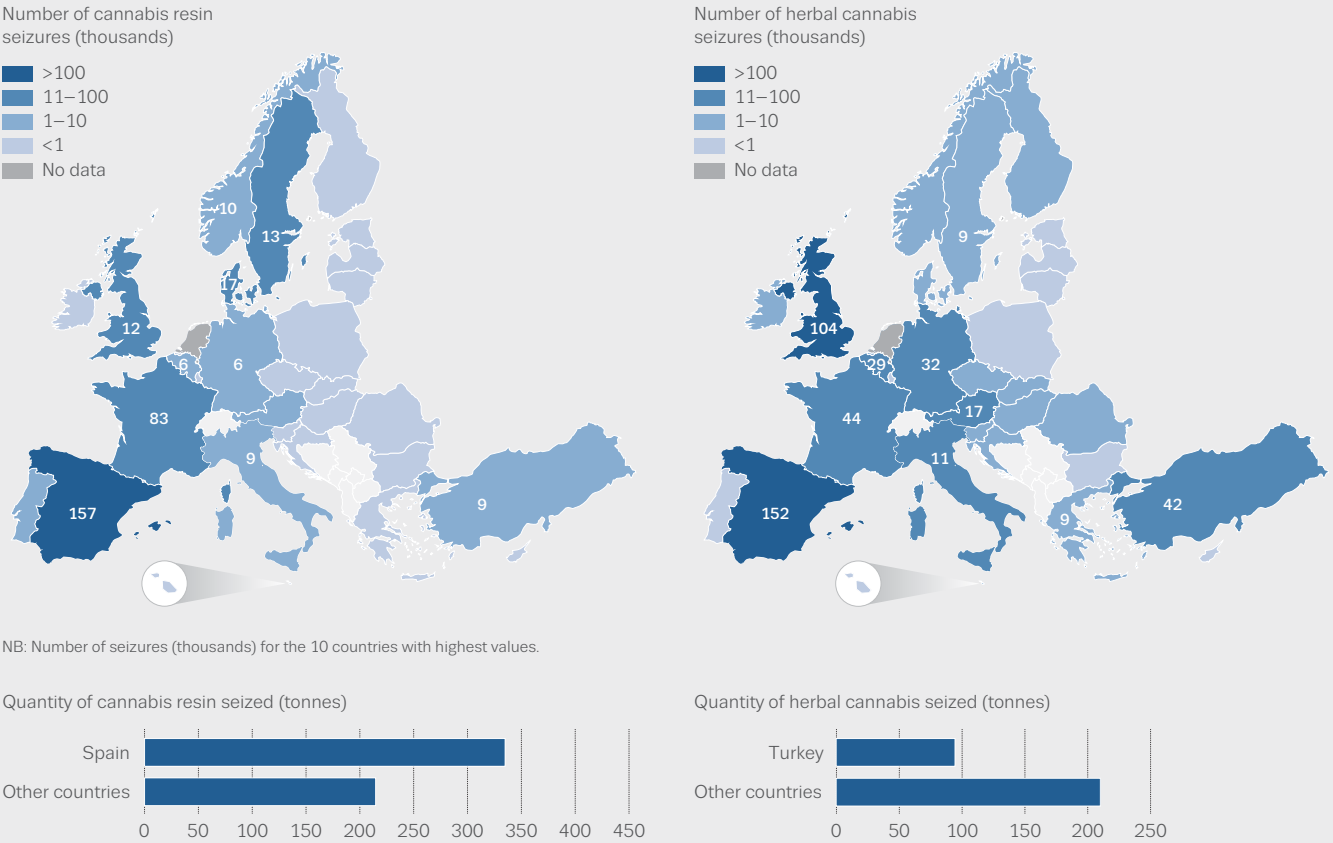 Number of cannabis resin
seizures (thousands)
>100
11–100
1–10
<1
No data
10
13
17
12
6
6
83
9
157
9
Number of herbal cannabis
seizures (thousands)
>100
11–100
1–10
<1
No data
9
104
29
32
44
17
11
152
9
42
NB: Number of seizures (thousands) for the 10 countries with highest values.
Quantity of cannabis resin seized (tonnes)
Spain
Other countries
0 50 100 150 200 250 300 350 400 450
Quantity of herbal cannabis seized (tonnes)
Turkey
Other countries
0 50 100 150 200 250